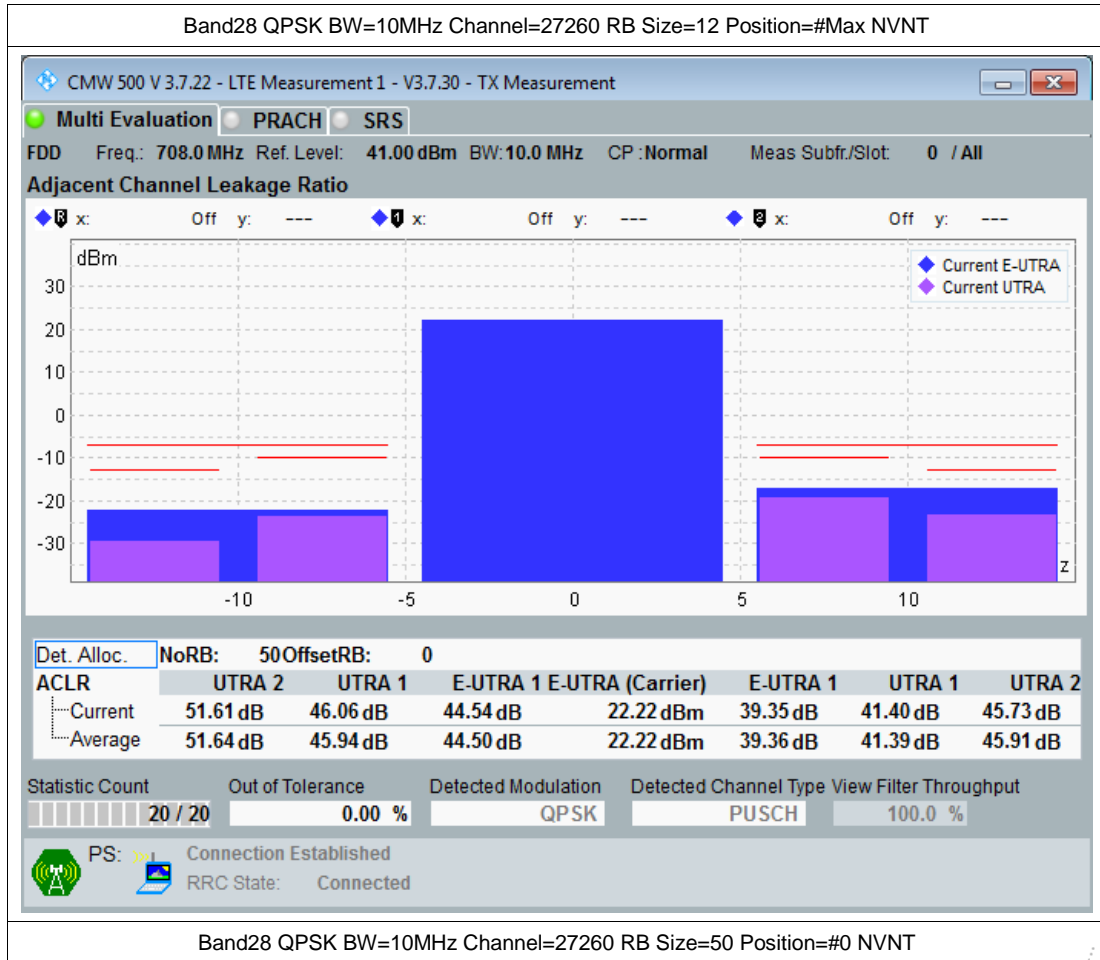 Band28 QPSK BW=10MHz Channel=27260 RB Size=12 Position=#Max NVNT
CMW 500 V 3.7.22 - LTE Measurement 1 - V3.7.30 - TX Measurement
Multi Evaluation PRACH SRS
FDD Freq.: 708.0 MHz Ref. Level: 41.00 dBm BW: 10.0 MHz CP : Normal Meas Subfr./Slot: 0 / All
Adjacent Channel Leakage Ratio
R x: Off y: --- 1 x: Off y: --- 2 x: Off y: ---
dBm
Current E-UTRA
Current UTRA
30
20
10
0
-10
-20
-30
z
-10 -5 0 5 10
Det. Alloc. NoRB: 50 OffsetRB: 0
ACLR UTRA 2 UTRA 1 E-UTRA 1 E-UTRA (Carrier) E-UTRA 1 UTRA 1 UTRA 2
Current 51.61 dB 46.06 dB 44.54 dB 22.22 dBm 39.35 dB 41.40 dB 45.73 dB
Average 51.64 dB 45.94 dB 44.50 dB 22.22 dBm 39.36 dB 41.39 dB 45.91 dB
Statistic Count Out of Tolerance Detected Modulation Detected Channel Type View Filter Throughput
20 / 20 0.00 % QPSK PUSCH 100.0 %
PS: Connection Established
RRC State: Connected
Band28 QPSK BW=10MHz Channel=27260 RB Size=50 Position=#0 NVNT